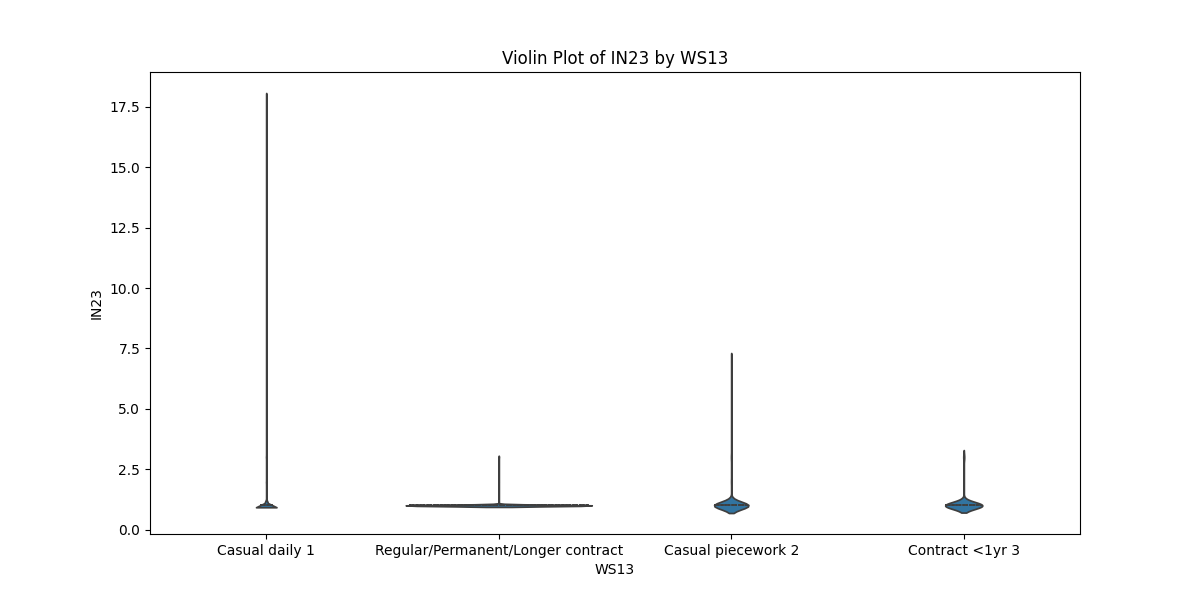 Violin Plot of IN23 by WS13
17.5
15.0
12.5
10.0
7.5
5.0
2.5
0.0
IN23
Casual daily 1
Regular/Permanent/Longer contract
Casual piecework 2
Contract <1yr 3
WS13